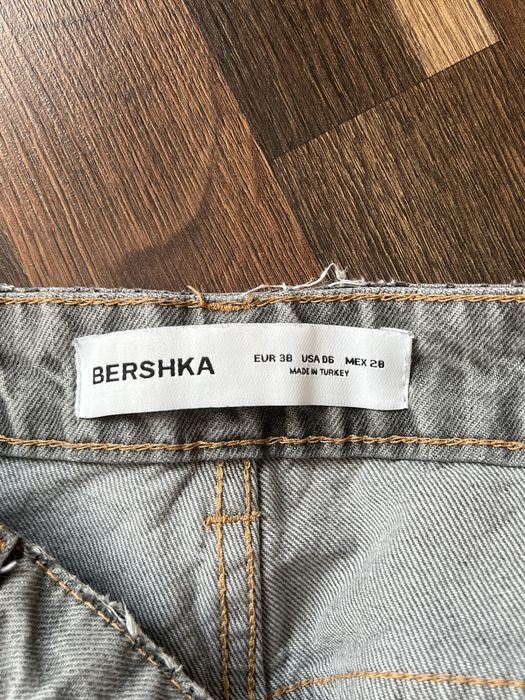 BERSHKA
EUR 38 USA 06 MEX 28
MADE IN TURKEY